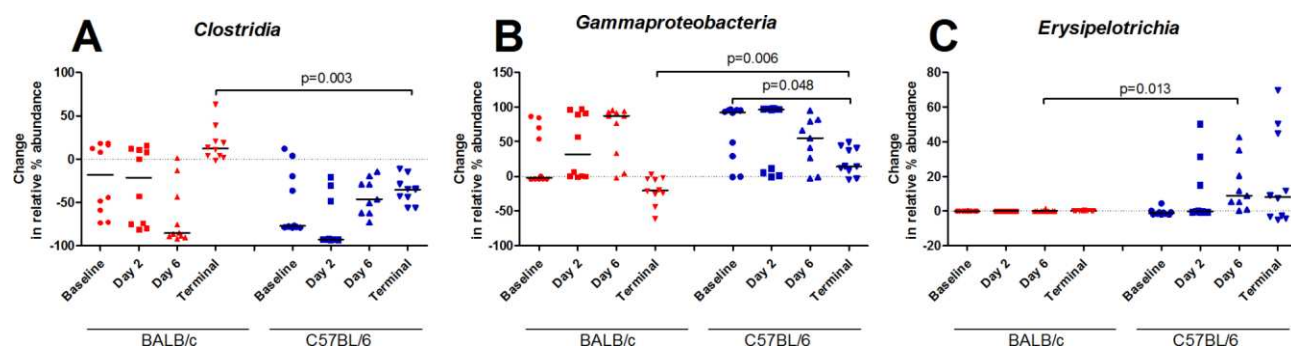 A
Clostridia
Change
in relative % abundance
100
50
0
-50
-100
p=0.003
Baseline
Day 2
Day 6
Terminal
Baseline
Day 2
Day 6
Terminal
BALB/c
C57BL/6
B
Gammaproteobacteria
Change
in relative % abundance
150
100
50
0
-50
-100
p=0.006
p=0.048
Baseline
Day 2
Day 6
Terminal
Baseline
Day 2
Day 6
Terminal
BALB/c
C57BL/6
C
Erysipelotrichia
Change
in relative % abundance
80
60
40
20
0
-20
p=0.013
Baseline
Day 2
Day 6
Terminal
Baseline
Day 2
Day 6
Terminal
BALB/c
C57BL/6